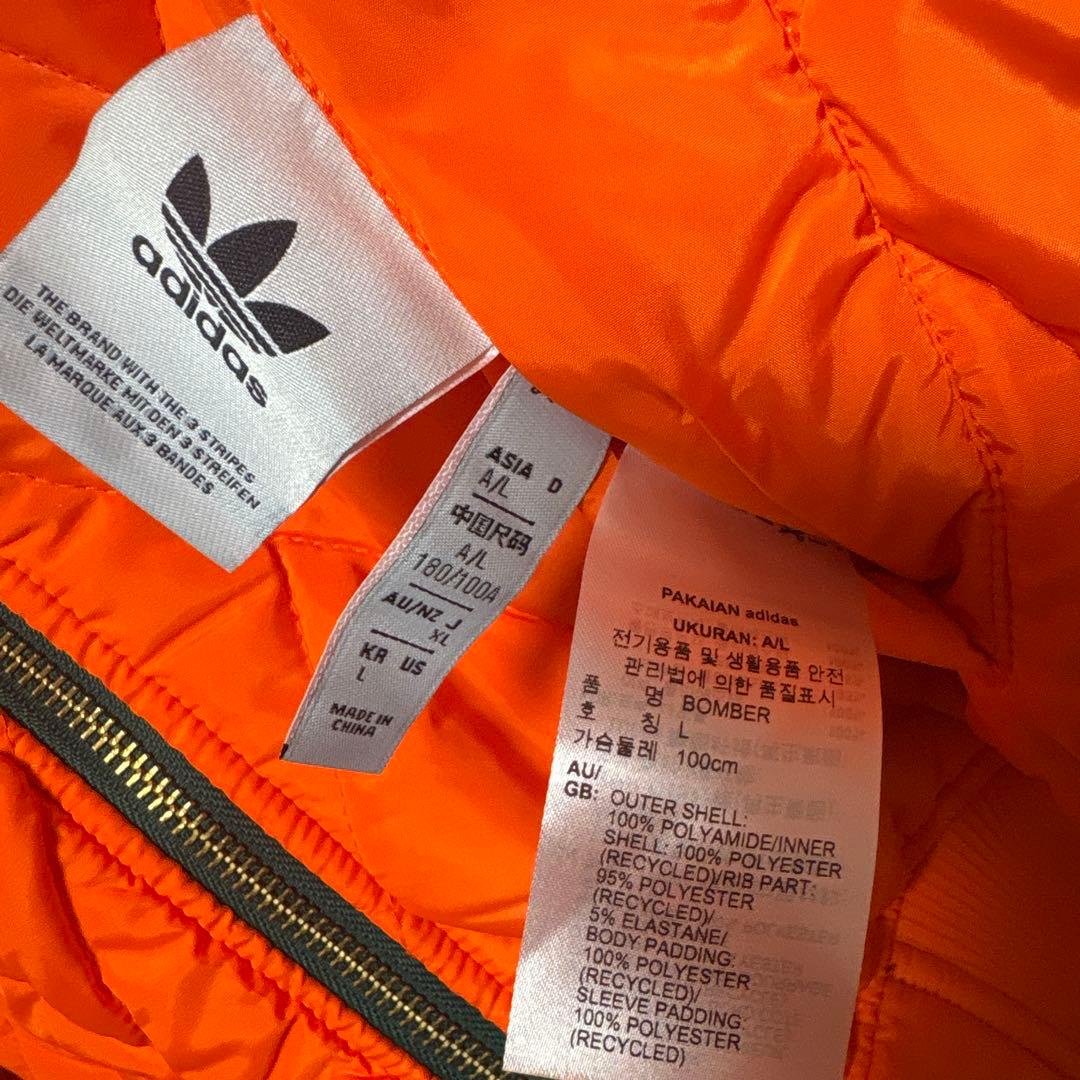 adidas
THE BRAND WITH THE 3 STRIPES
DIE WELTMARKE MIT DEN 3 STREIFEN
LA MARQUE AUX 3 BANDES
ASIA D
A/L
中国尺码
A/L
180/100A
AU/NZ J
XL
KR US
L
MADE IN
CHINA
PAKAIAN adidas
UKURAN: A/L
전기용품 및 생활용품 안전
관리법에 의한 품질표시
품 명 BOMBER
호 칭 L
가슴둘레 100cm
AU/
GB: OUTER SHELL:
100% POLYAMIDE/INNER
SHELL: 100% POLYESTER
(RECYCLED)/RIB PART:
95% POLYESTER
(RECYCLED)/
5% ELASTANE/
BODY PADDING:
100% POLYESTER
(RECYCLED)/
SLEEVE PADDING:
100% POLYESTER
(RECYCLED)